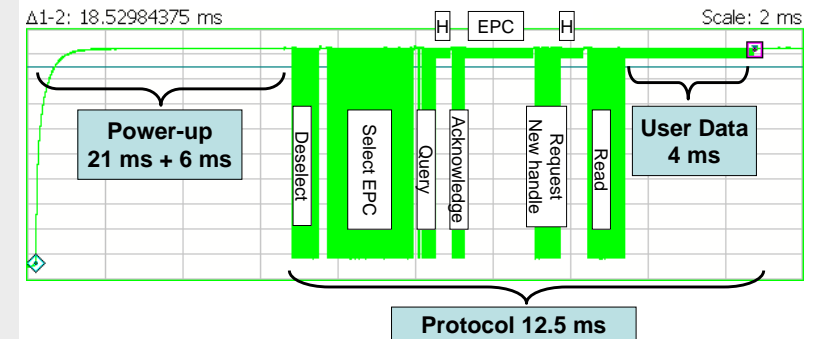 Δ1-2: 18.52984375 ms
Scale: 2 ms
H
EPC
H
Power-up
21 ms + 6 ms
Deselect
Select EPC
Query
Acknowledge
Request
New handle
Read
User Data
4 ms
Protocol 12.5 ms